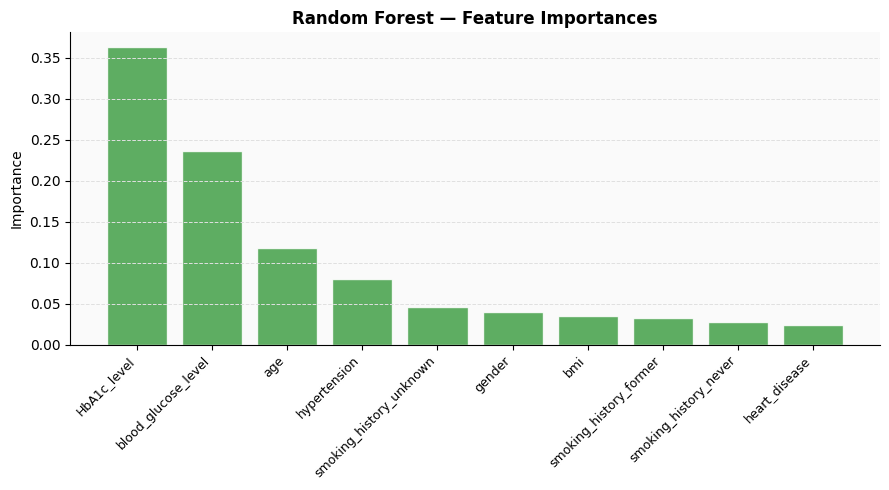 Random Forest — Feature Importances
Importance
0.35
0.30
0.25
0.20
0.15
0.10
0.05
0.00
HbA1c_level
blood_glucose_level
age
hypertension
smoking_history_unknown
gender
bmi
smoking_history_former
smoking_history_never
heart_disease